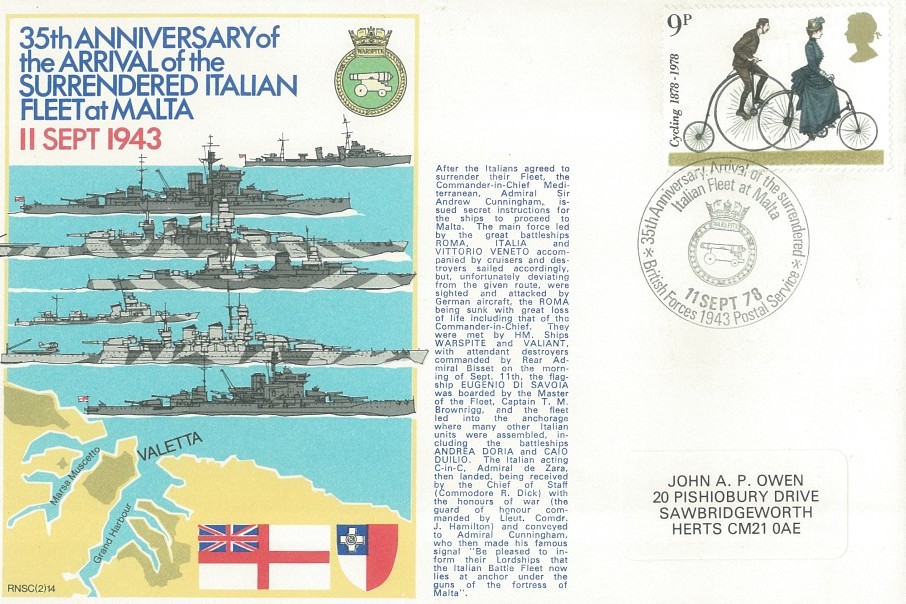 35th ANNIVERSARY of
the ARRIVAL of the
SURRENDERED ITALIAN
FLEET at MALTA
11 SEPT 1943
WARSPITE
VALETTA
Marsa Muscetto
Grand Harbour
RNSC(2)14
After the Italians agreed to
surrender their Fleet, the
Commander-in-Chief Medi-
terranean, Admiral Sir
Andrew Cunningham, is-
sued secret instructions for
the ships to proceed to
Malta. The main force led
by the great battleships
ROMA, ITALIA and
VITTORIO VENETO accom-
panied by cruisers and des-
troyers sailed accordingly,
but, unfortunately deviating
from the given route, were
sighted and attacked by
German aircraft, the ROMA
being sunk with great loss
of life including that of the
Commander-in-Chief. They
were met by HM. Ships
WARSPITE and VALIANT,
with attendant destroyers
commanded by Rear Ad-
miral Bisset on the morn-
ing of Sept. 11th, the flag-
ship EUGENIO DI SAVOIA
was boarded by the Master
of the Fleet, Captain T. M.
Brownrigg, and the fleet
led into the anchorage
where many other Italian
units were assembled, in-
cluding the battleships
ANDREA DORIA and CAIO
DUILIO. The Italian acting
C-in-C, Admiral de Zara,
then landed, being received
by the Chief of Staff
(Commodore R. Dick) with
the honours of war (the
guard of honour com-
manded by Lieut. Comdr.
J. Hamilton) and conveyed
to Admiral Cunningham,
who then made his famous
signal "Be pleased to in-
form their Lordships that
the Italian Battle Fleet now
lies at anchor under the
guns of the fortress of
Malta".
9P
Cycling 1878-1978
* 35th Anniversary Arrival of the surrendered *
Italian Fleet at Malta
WARSPITE
11 SEPT 78
British Forces 1943 Postal Service
JOHN A. P. OWEN
20 PISHIOBURY DRIVE
SAWBRIDGEWORTH
HERTS CM21 0AE